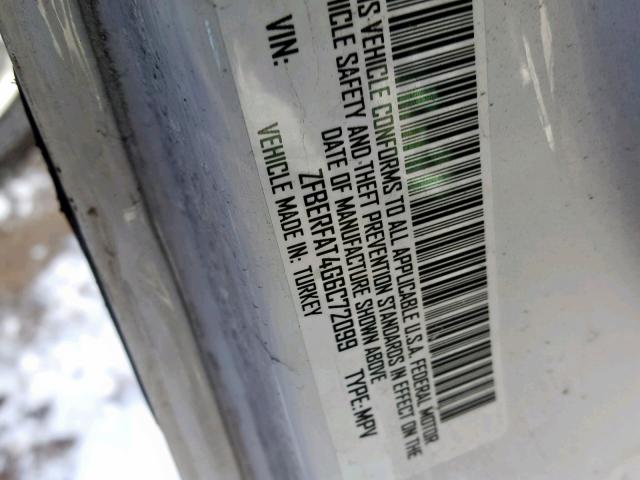 IS VEHICLE CONFORMS TO ALL APPLICABLE U.S.A. FEDERAL MOTOR
HICLE SAFETY AND THEFT PREVENTION STANDARDS IN EFFECT ON THE
DATE OF MANUFACTURE SHOWN ABOVE
VIN: ZFBERFAT4G6C72099 TYPE: MPV
VEHICLE MADE IN: TURKEY